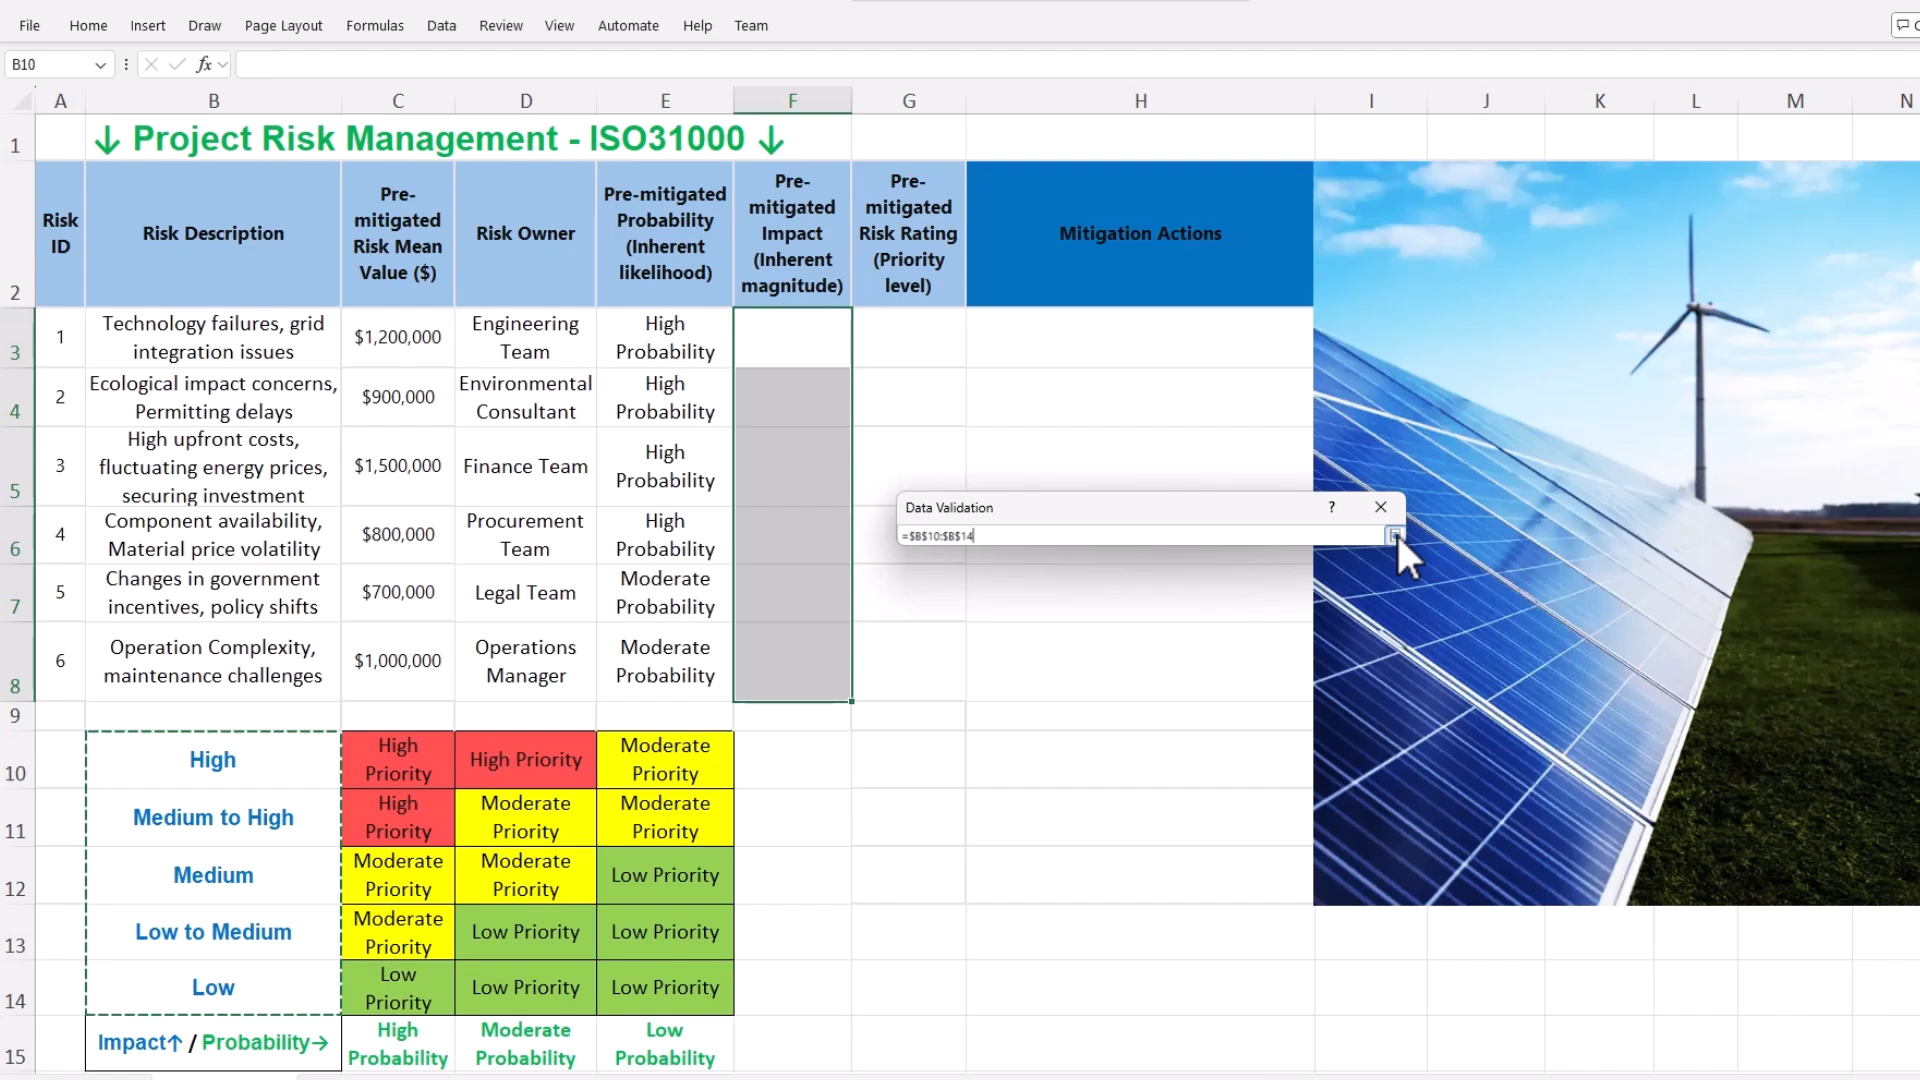 File Home Insert Draw Page Layout Formulas Data Review View Automate Help Team
B10 fx
A B C D E F G H I J K L M N
1 ↓ Project Risk Management - ISO31000 ↓
2
Risk
ID
Risk Description
Pre-
mitigated
Risk Mean
Value ($)
Risk Owner
Pre-mitigated
Probability
(Inherent
likelihood)
Pre-
mitigated
Impact
(Inherent
magnitude)
Pre-
mitigated
Risk Rating
(Priority
level)
Mitigation Actions
3
1
Technology failures, grid
integration issues
$1,200,000
Engineering
Team
High
Probability
4
2
Ecological impact concerns,
Permitting delays
$900,000
Environmental
Consultant
High
Probability
5
3
High upfront costs,
fluctuating energy prices,
securing investment
$1,500,000
Finance Team
High
Probability
6
4
Component availability,
Material price volatility
$800,000
Procurement
Team
High
Probability
7
5
Changes in government
incentives, policy shifts
$700,000
Legal Team
Moderate
Probability
8
6
Operation Complexity,
maintenance challenges
$1,000,000
Operations
Manager
Moderate
Probability
Data Validation ?
=$B$10:$B$14
9
10
High
High
Priority
High Priority
Moderate
Priority
11
Medium to High
High
Priority
Moderate
Priority
Moderate
Priority
12
Medium
Moderate
Priority
Moderate
Priority
Low Priority
13
Low to Medium
Moderate
Priority
Low Priority
Low Priority
14
Low
Low
Priority
Low Priority
Low Priority
15
Impact↑ / Probability→
High
Probability
Moderate
Probability
Low
Probability